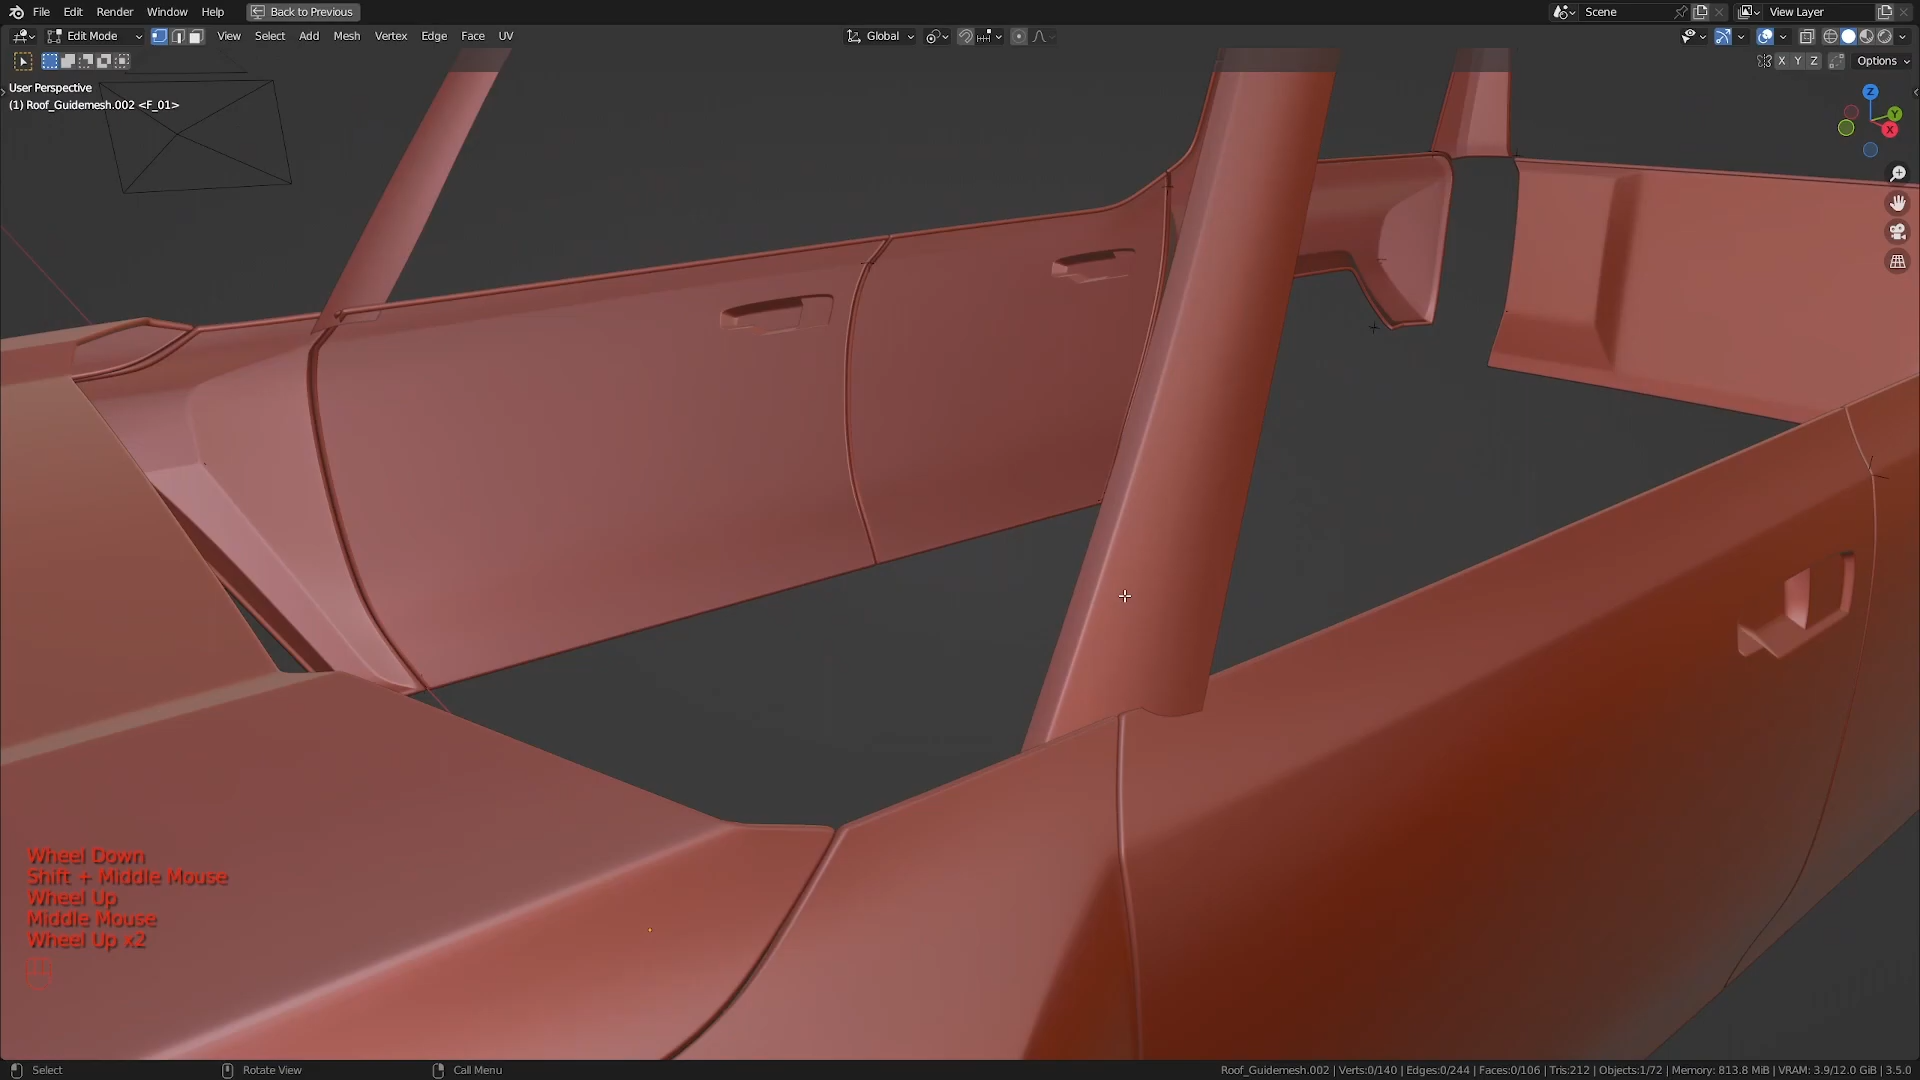 File Edit Render Window Help Back to Previous Scene View Layer
Edit Mode View Select Add Mesh Vertex Edge Face UV Global
X Y Z Options
User Perspective
(1) Roof_Guidemesh.002 <F_01>
Z
Y
X
Wheel Down
Shift + Middle Mouse
Wheel Up
Middle Mouse
Wheel Up x2
Select Rotate View Call Menu Roof_Guidemesh.002 | Verts:0/140 | Edges:0/244 | Faces:0/106 | Tris:212 | Objects:1/72 | Memory: 813.8 MiB | VRAM: 3.9/12.0 GiB | 3.5.0